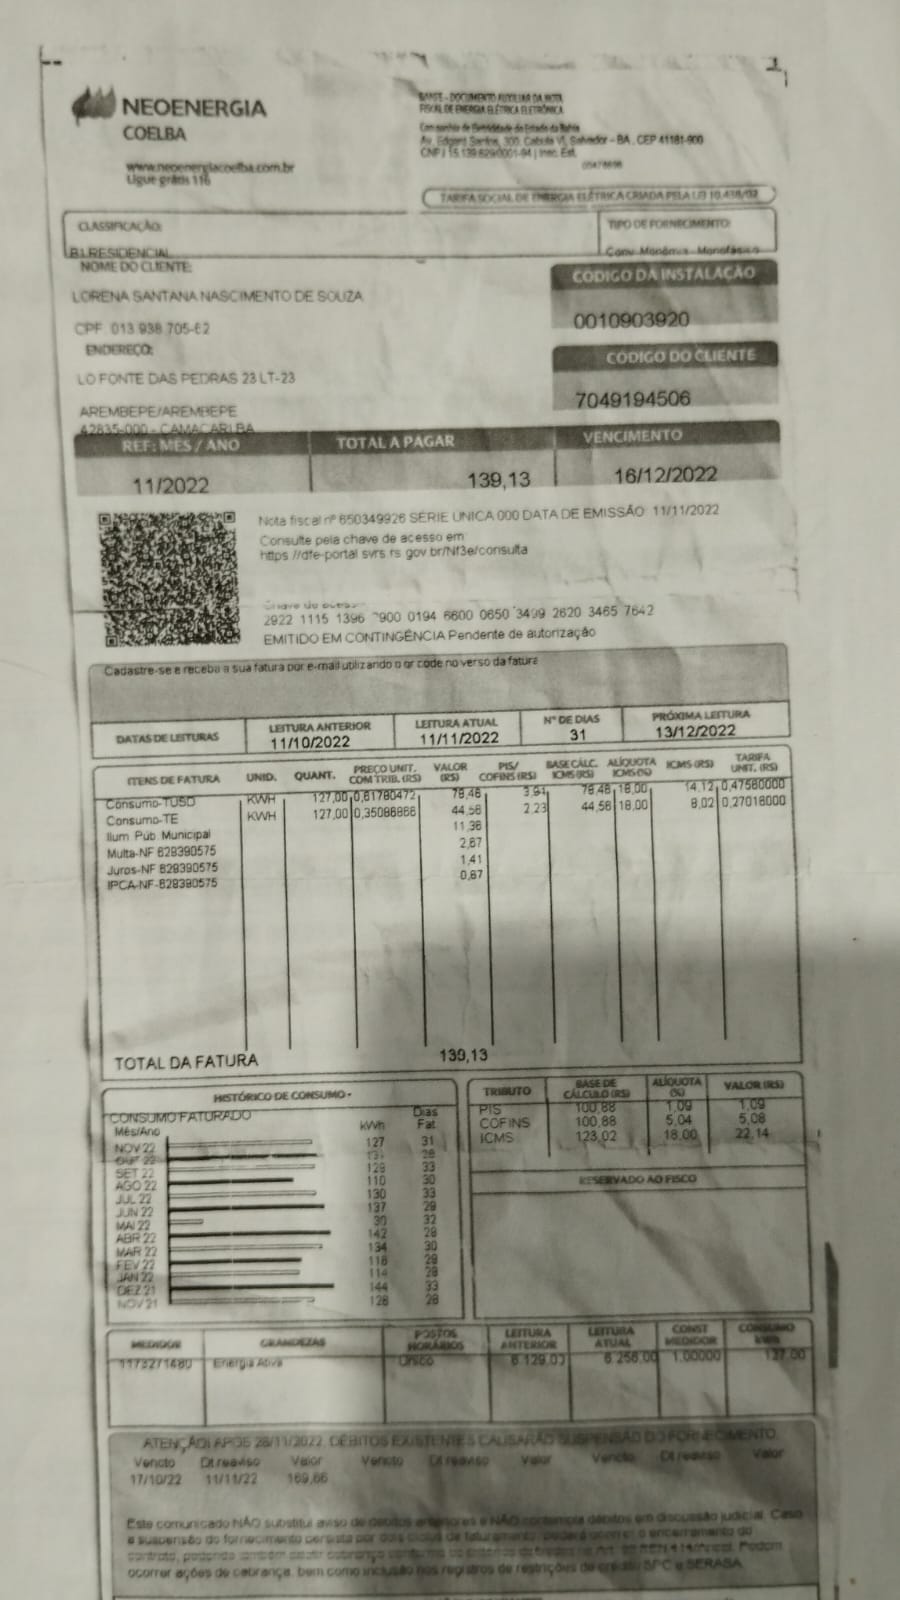 NEOENERGIA
COELBA
www.neoenergiacoelba.com.br
Ligue grátis 116
DANFE - DOCUMENTO AUXILIAR DA NOTA
FISCAL DE ENERGIA ELÉTRICA ELETRÔNICA
Companhia de Eletricidade do Estado da Bahia
Av. Edgard Santos, 300, Cabula VI, Salvador - BA, CEP 41181-900
CNPJ 15.139.629/0001-94 | Insc. Est.
TARIFA SOCIAL DE ENERGIA ELÉTRICA CRIADA PELA LEI 10.438/02
CLASSIFICAÇÃO:
B1 RESIDENCIAL
TIPO DE FORNECIMENTO:
Conv. Monômia - Monofásico
NOME DO CLIENTE:
LORENA SANTANA NASCIMENTO DE SOUZA
CPF: 013 938 705-62
ENDEREÇO:
LO FONTE DAS PEDRAS 23 LT-23
AREMBEPE/AREMBEPE
42835-000 - CAMAÇARI BA
CÓDIGO DA INSTALAÇÃO
0010903920
CÓDIGO DO CLIENTE
7049194506
REF: MÊS / ANO TOTAL A PAGAR VENCIMENTO
11/2022 139,13 16/12/2022
Nota fiscal nº 650349926 SÉRIE UNICA 000 DATA DE EMISSÃO: 11/11/2022
Consulte pela chave de acesso em
https://dfe-portal svrs rs gov br/Nf3e/consulta
Chave de acesso
2922 1115 1396 2900 0194 6600 0650 3499 2620 3465 7642
EMITIDO EM CONTINGÊNCIA Pendente de autorização
Cadastre-se e receba a sua fatura por e-mail utilizando o qr code no verso da fatura
DATAS DE LEITURAS LEITURA ANTERIOR LEITURA ATUAL Nº DE DIAS PRÓXIMA LEITURA
11/10/2022 11/11/2022 31 13/12/2022
ITENS DE FATURA UNID. QUANT. PREÇO UNIT. COM TRIB. (R$) VALOR (R$) PIS/ COFINS (R$) BASE CÁLC. ICMS (R$) ALÍQUOTA ICMS (%) ICMS (R$) TARIFA UNIT. (R$)
Consumo-TUSD KWH 127,00 0,61780472 78,46 3,94 78,46 18,00 14,12 0,47580000
Consumo-TE KWH 127,00 0,35086868 44,56 2,23 44,56 18,00 8,02 0,27018000
Ilum Púb. Municipal 11,36
Multa-NF 628390575 2,67
Juros-NF 628390575 1,41
IPCA-NF-628390575 0,67
TOTAL DA FATURA 139,13
HISTÓRICO DE CONSUMO
CONSUMO FATURADO
Mês/Ano kWh Dias Fat
NOV 22 127 31
OUT 22 28
SET 22 129 33
AGO 22 110 30
JUL 22 130 33
JUN 22 137 29
MAI 22 30 32
ABR 22 142 28
MAR 22 134 30
FEV 22 118 29
JAN 22 114 28
DEZ 21 144 33
NOV 21 128 28
TRIBUTO BASE DE CÁLCULO (R$) ALÍQUOTA (%) VALOR (R$)
PIS 100,88 1,09 1,09
COFINS 100,88 5,04 5,08
ICMS 123,02 18,00 22,14
RESERVADO AO FISCO
MEDIDOR GRANDEZAS POSTOS HORÁRIOS LEITURA ANTERIOR LEITURA ATUAL CONST MEDIDOR CONSUMO kWh
1173271480 Energia Ativa Único 6.129,00 6.256,00 1,00000 127,00
ATENÇÃO! APÓS 28/11/2022, DÉBITOS EXISTENTES CAUSARÃO SUSPENSÃO DO FORNECIMENTO.
Vencto Dt.reaviso Valor Vencto Dt.reaviso Valor Vencto Dt.reaviso Valor
17/10/22 11/11/22 169,66
Este comunicado NÃO substitui aviso de débitos anteriores e NÃO contempla débitos em discussão judicial. Caso
a suspensão do fornecimento persista por dois ciclos de faturamento, poderá ocorrer o encerramento do
contrato, podendo também Podem
ocorrer ações de cobrança, bem como inclusão nos registros de restrições de crédito SPC e SERASA.